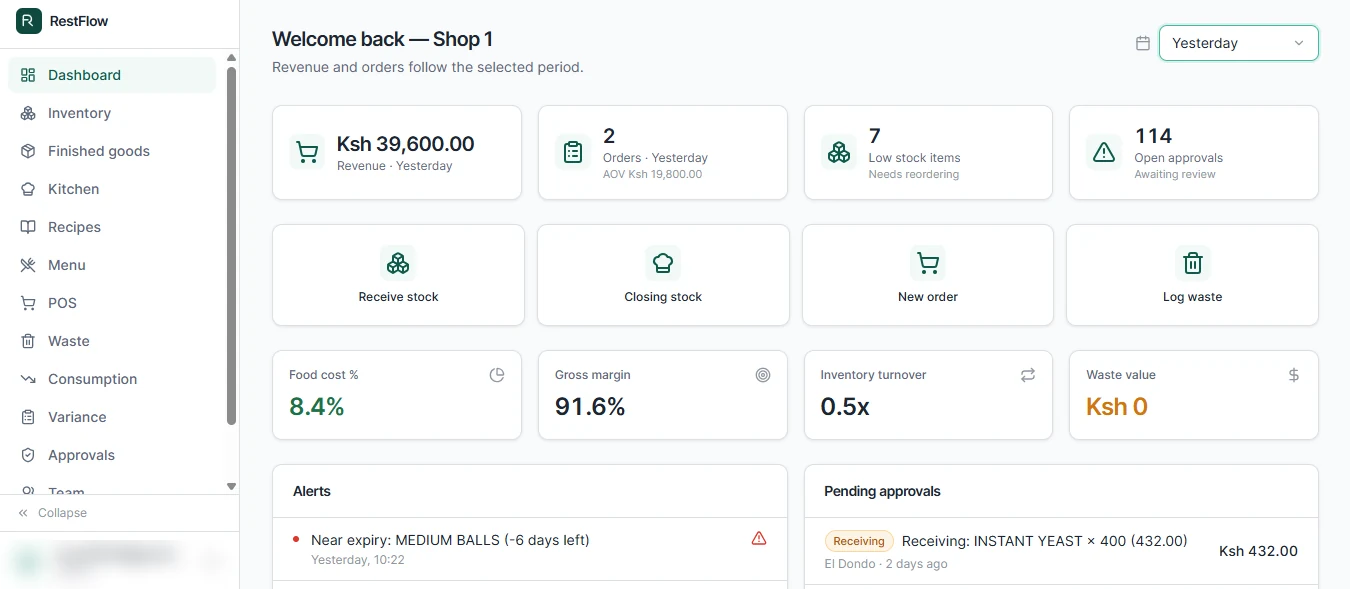 RestFlow
Dashboard
Inventory
Finished goods
Kitchen
Recipes
Menu
POS
Waste
Consumption
Variance
Approvals
Team
Collapse
Welcome back — Shop 1
Revenue and orders follow the selected period.
Yesterday
Ksh 39,600.00
Revenue · Yesterday
2
Orders · Yesterday
AOV Ksh 19,800.00
7
Low stock items
Needs reordering
114
Open approvals
Awaiting review
Receive stock
Closing stock
New order
Log waste
Food cost %
8.4%
Gross margin
91.6%
Inventory turnover
0.5x
Waste value
Ksh 0
Alerts
Near expiry: MEDIUM BALLS (-6 days left)
Yesterday, 10:22
Pending approvals
Receiving Receiving: INSTANT YEAST × 400 (432.00)
El Dondo · 2 days ago
Ksh 432.00